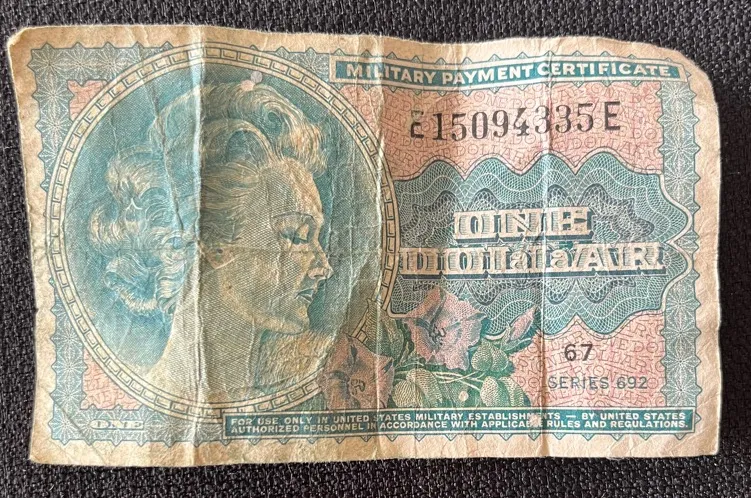 MILITARY PAYMENT CERTIFICATE.
E15094335E
ONE
DOLLAR
67
SERIES 692
ONE
FOR USE ONLY IN UNITED STATES MILITARY ESTABLISHMENTS — BY UNITED STATES
AUTHORIZED PERSONNEL IN ACCORDANCE WITH APPLICABLE RULES AND REGULATIONS.